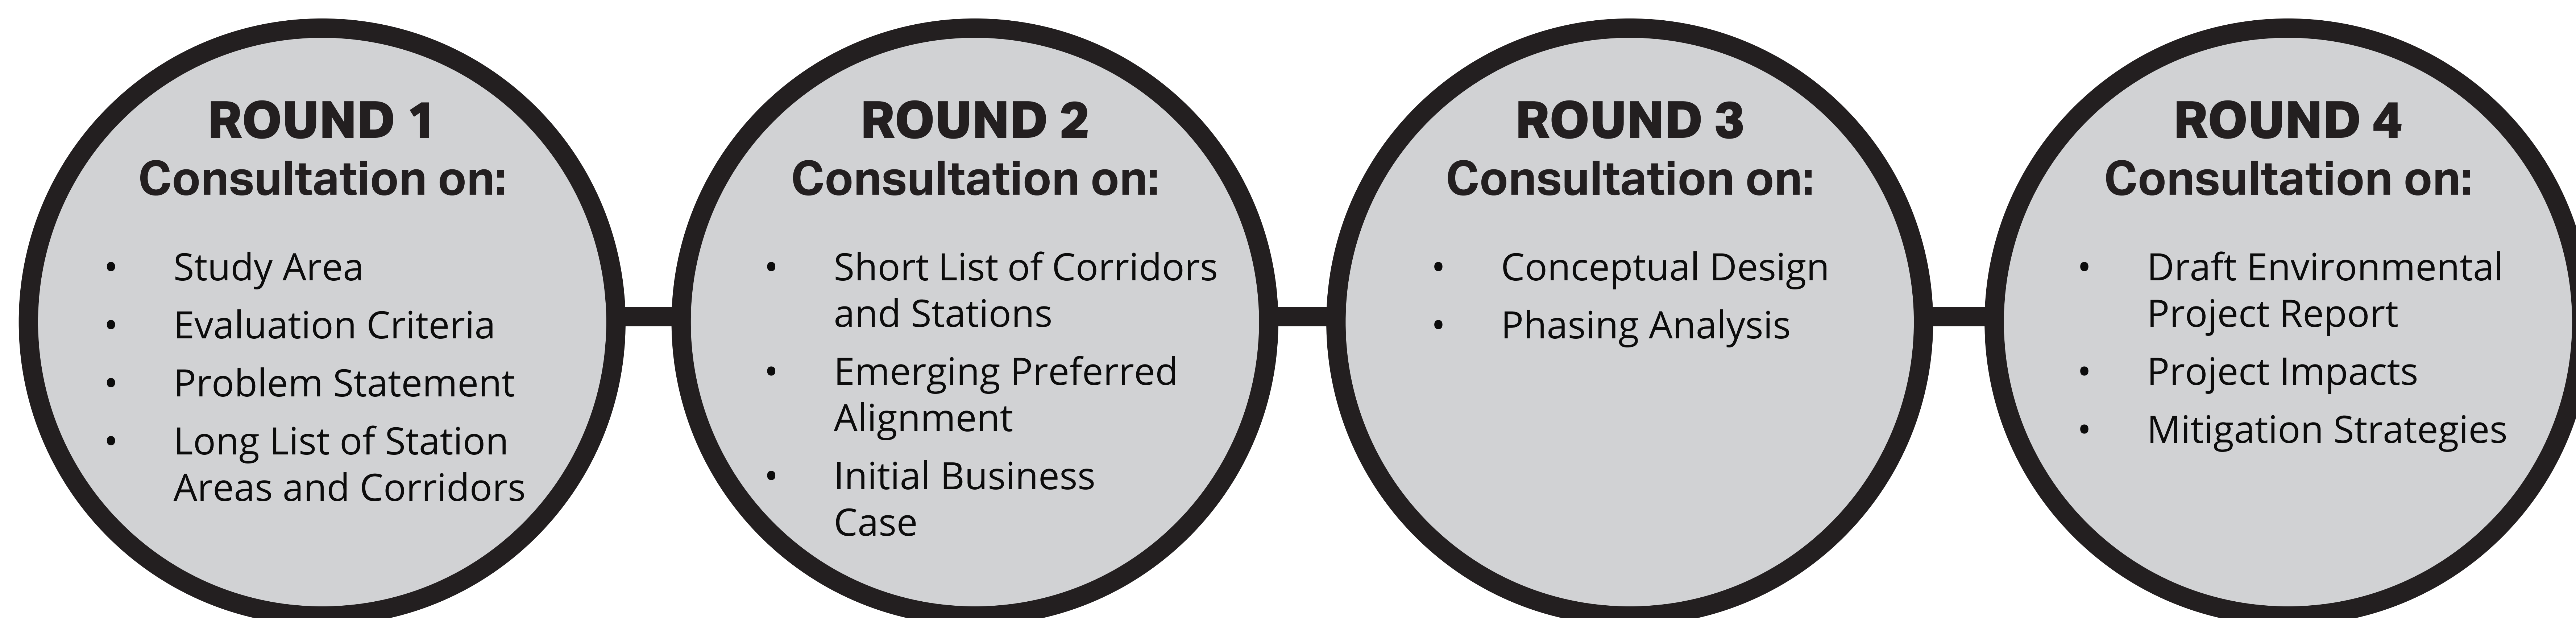 ROUND 1
Consultation on:
• Study Area
• Evaluation Criteria
• Problem Statement
• Long List of Station
Areas and Corridors
ROUND 2
Consultation on:
• Short List of Corridors
and Stations
• Emerging Preferred
Alignment
• Initial Business
Case
ROUND 3
Consultation on:
• Conceptual Design
• Phasing Analysis
ROUND 4
Consultation on:
• Draft Environmental
Project Report
• Project Impacts
• Mitigation Strategies